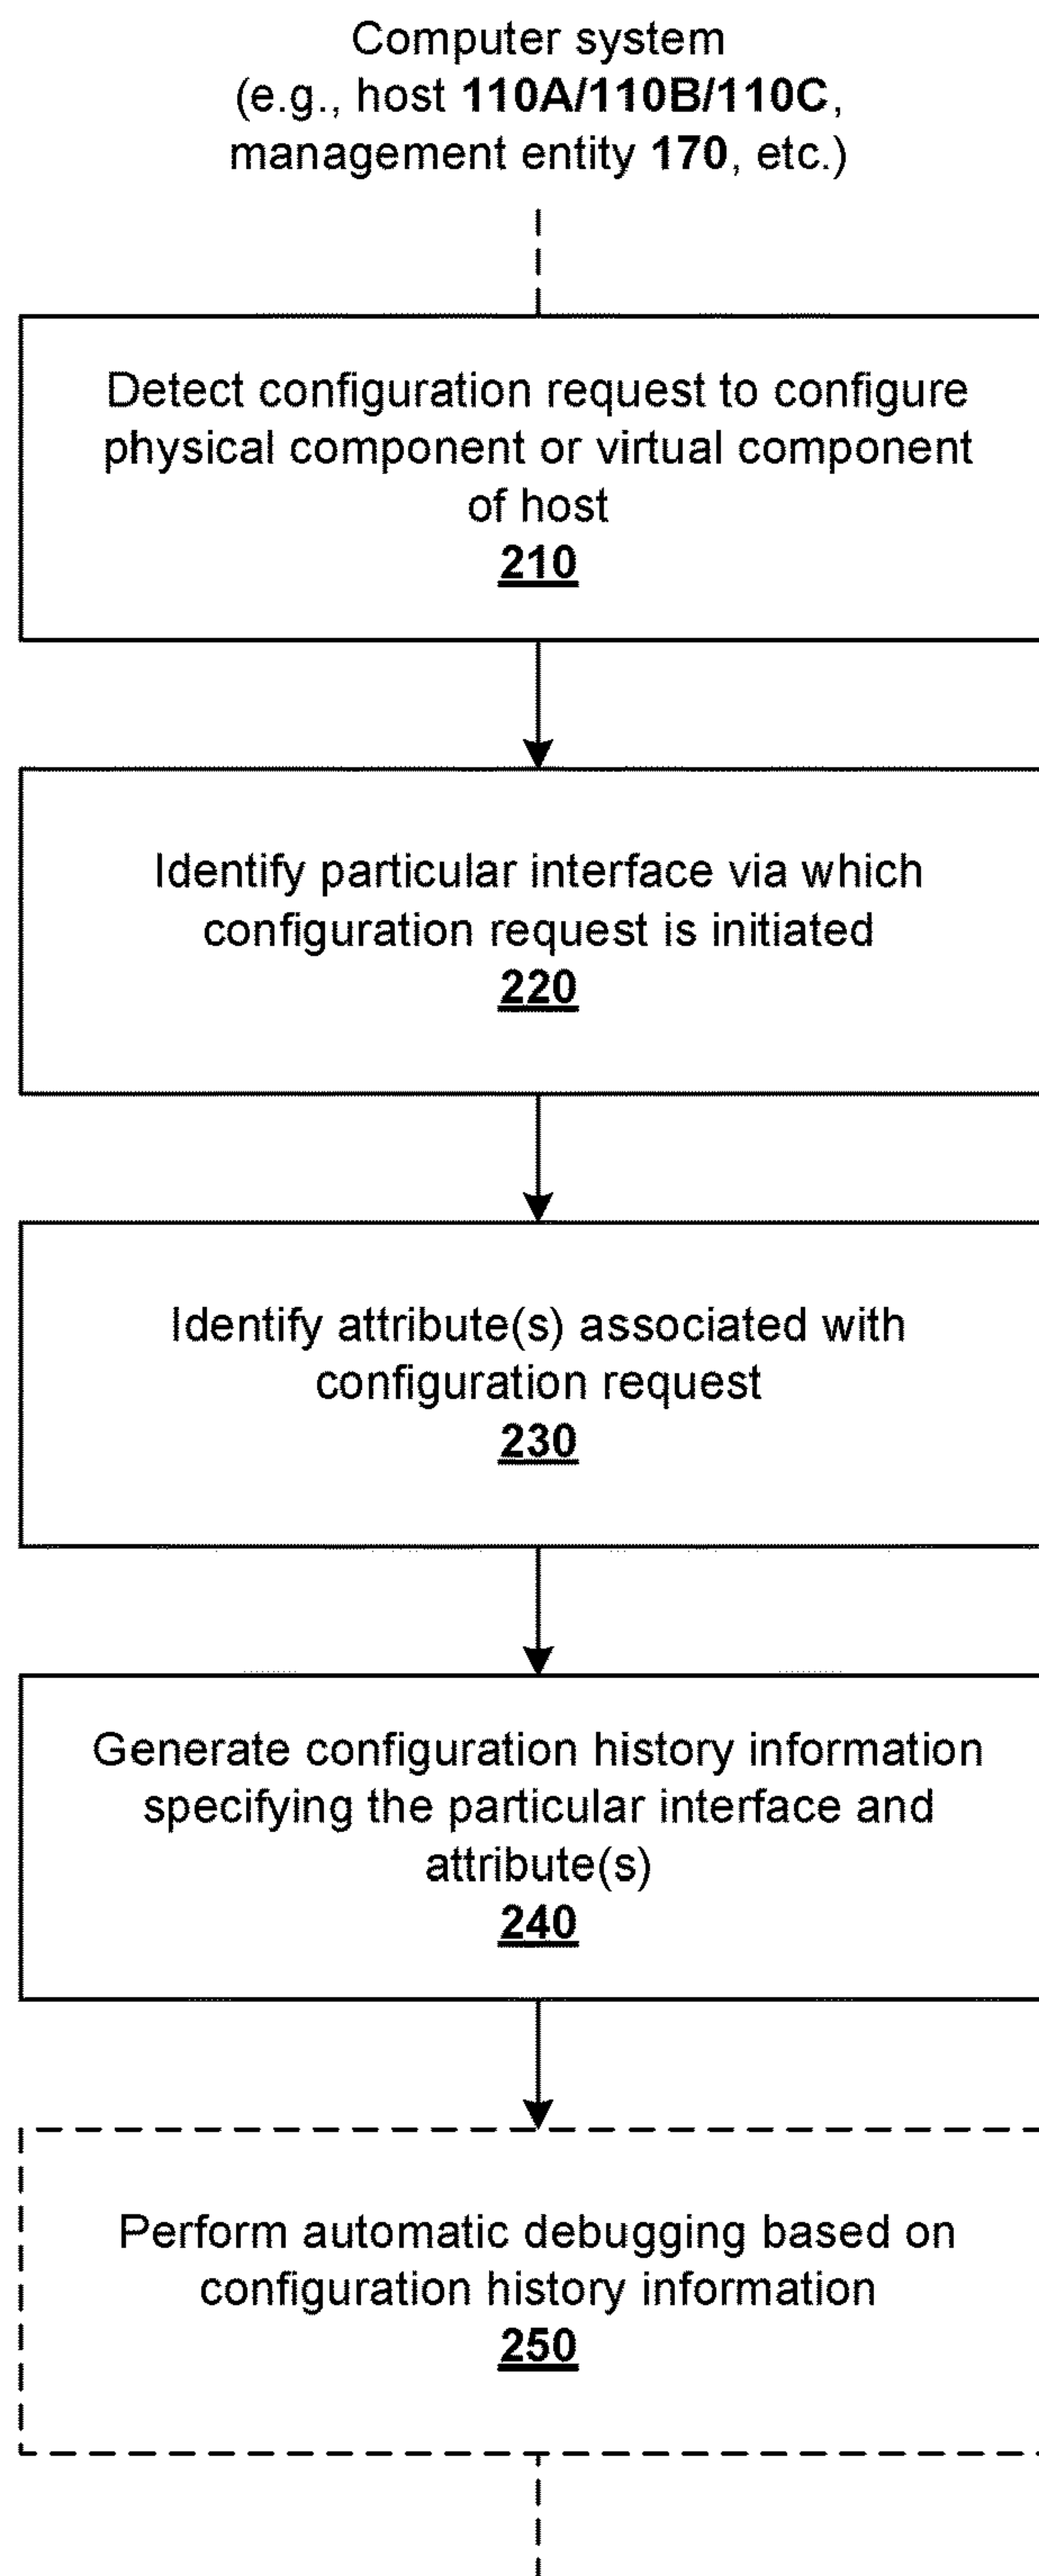 Computer system
(e.g., host 110A/110B/110C,
management entity 170, etc.)
Detect configuration request to configure
physical component or virtual component
of host
210
Identify particular interface via which
configuration request is initiated
220
Identify attribute(s) associated with
configuration request
230
Generate configuration history information
specifying the particular interface and
attribute(s)
240
Perform automatic debugging based on
configuration history information
250